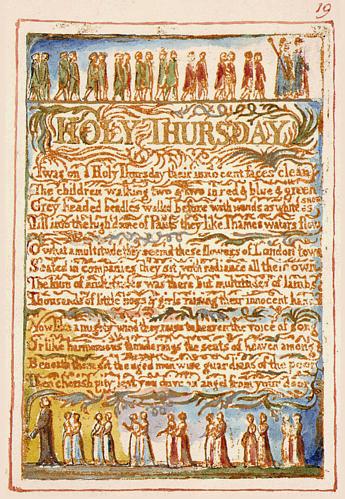 19
HOLY THURSDAY
Twas on a Holy Thursday their innocent faces clean
The children walking two & two in red & blue & green
Grey headed beadles walkd before with wands as white as snow
Till into the high dome of Pauls they like Thames waters flow
O what a multitude they seemd these flowers of London town
Seated in companies they sit with radiance all their own
The hum of multitudes was there but multitudes of lambs
Thousands of little boys & girls raising their innocent hands
Now like a mighty wind they raise to heaven the voice of song
Or like harmonious thunderings the seats of heaven among
Beneath them sit the aged men wise guardians of the poor
Then cherish pity, lest you drive an angel from your door